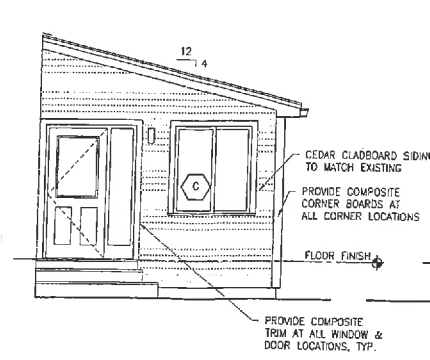 12
4
CEDAR CLADBOARD SIDING
TO MATCH EXISTING
C
PROVIDE COMPOSITE
CORNER BOARDS AT
ALL CORNER LOCATIONS
FLOOR FINISH
PROVIDE COMPOSITE
TRIM AT ALL WINDOW &
DOOR LOCATIONS, TYP.